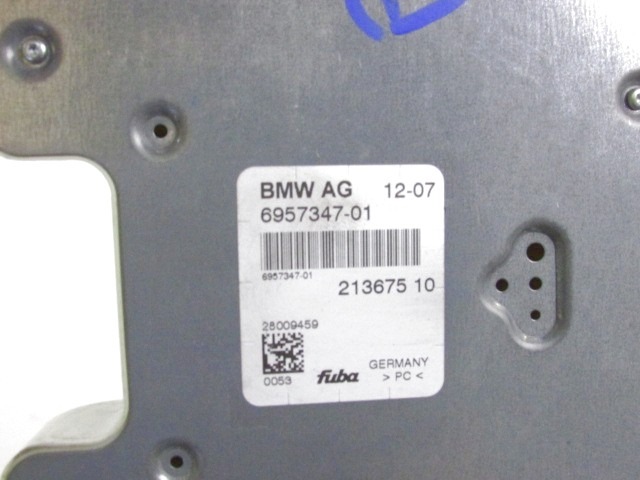 BMW AG 12-07
6957347-01
6957347-01
213675 10
28009459
0053 fuba GERMANY
> PC <